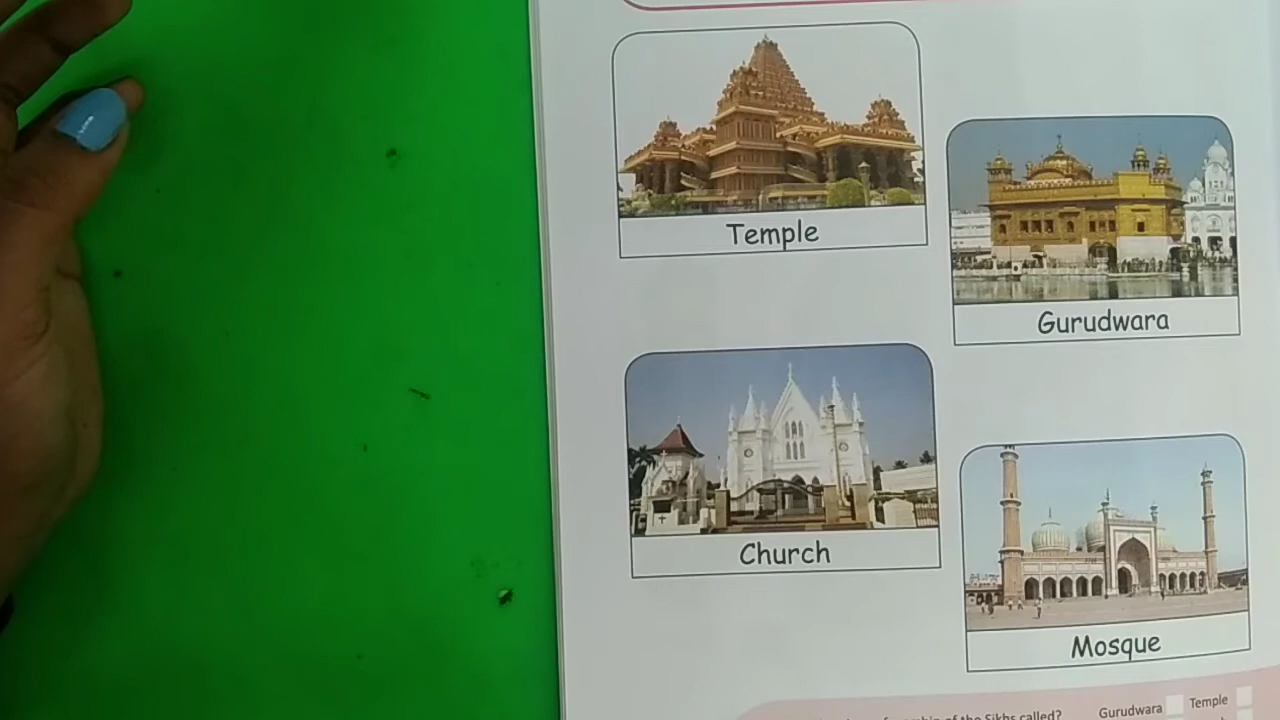 Temple
Gurudwara
Church
Mosque
of the Sikhs called?
Gurudwara
Temple